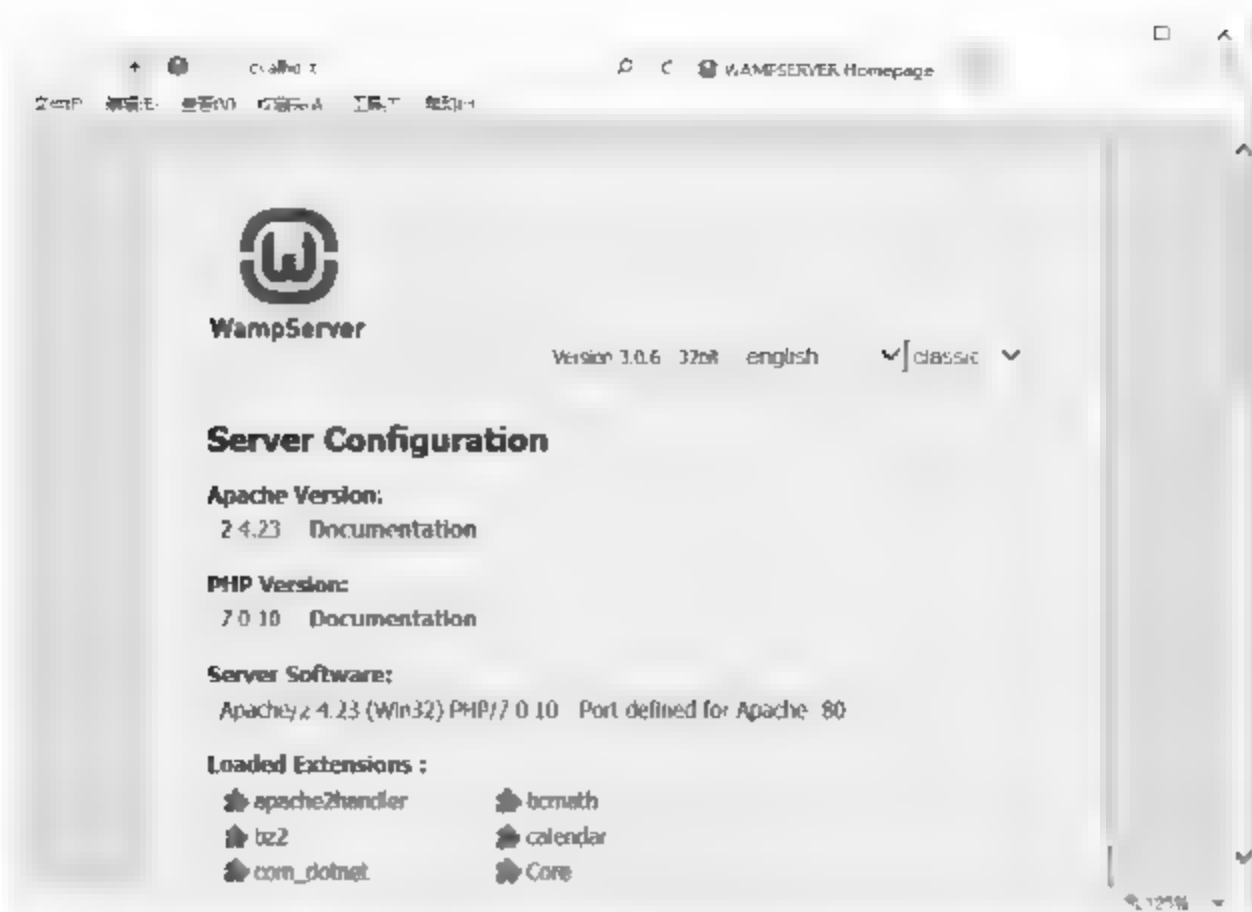 WAMPSERVER Homepage
WampServer
Version 3.0.6 32bit english classic
Server Configuration
Apache Version:
2.4.23 Documentation
PHP Version:
7.0.10 Documentation
Server Software:
Apache/2.4.23 (Win32) PHP/7.0.10 Port defined for Apache 80
Loaded Extensions :
apache2handler bcmath
bz2 calendar
com_dotnet Core
125%